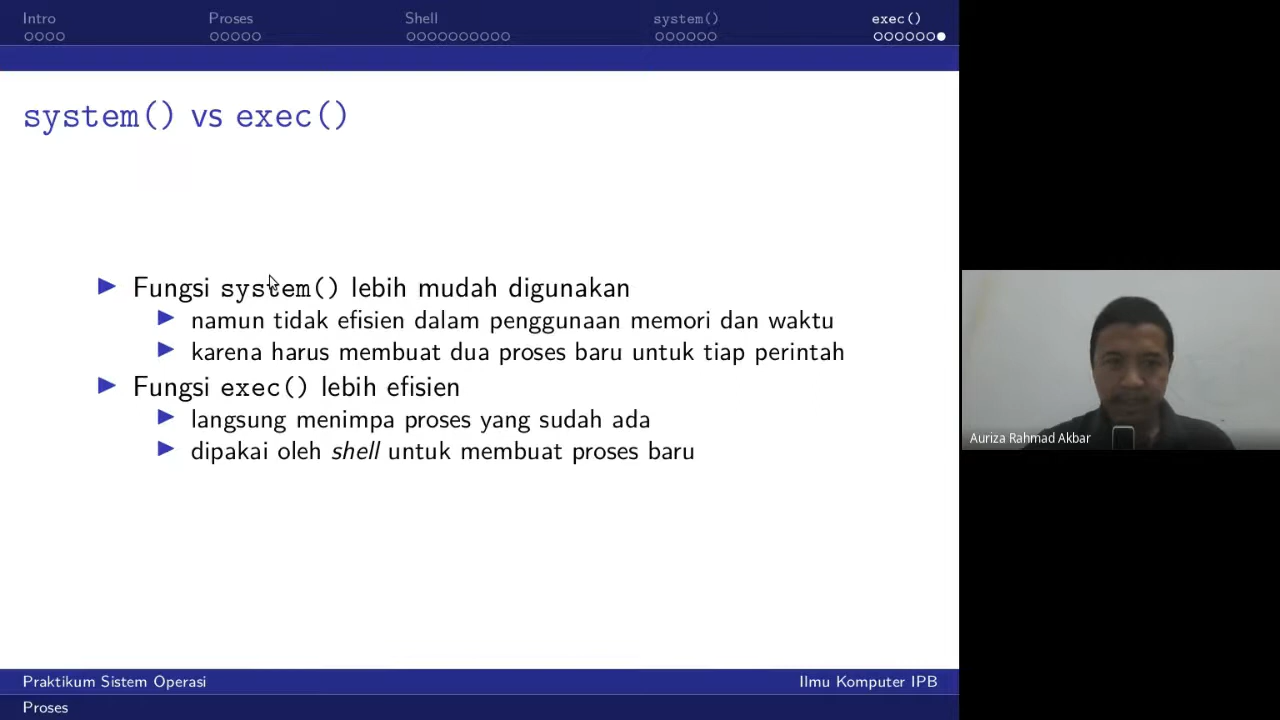 Intro Proses Shell system() exec()
system() vs exec()
Fungsi system() lebih mudah digunakan
namun tidak efisien dalam penggunaan memori dan waktu
karena harus membuat dua proses baru untuk tiap perintah
Fungsi exec() lebih efisien
langsung menimpa proses yang sudah ada
dipakai oleh shell untuk membuat proses baru
Auriza Rahmad Akbar
Praktikum Sistem Operasi Ilmu Komputer IPB
Proses